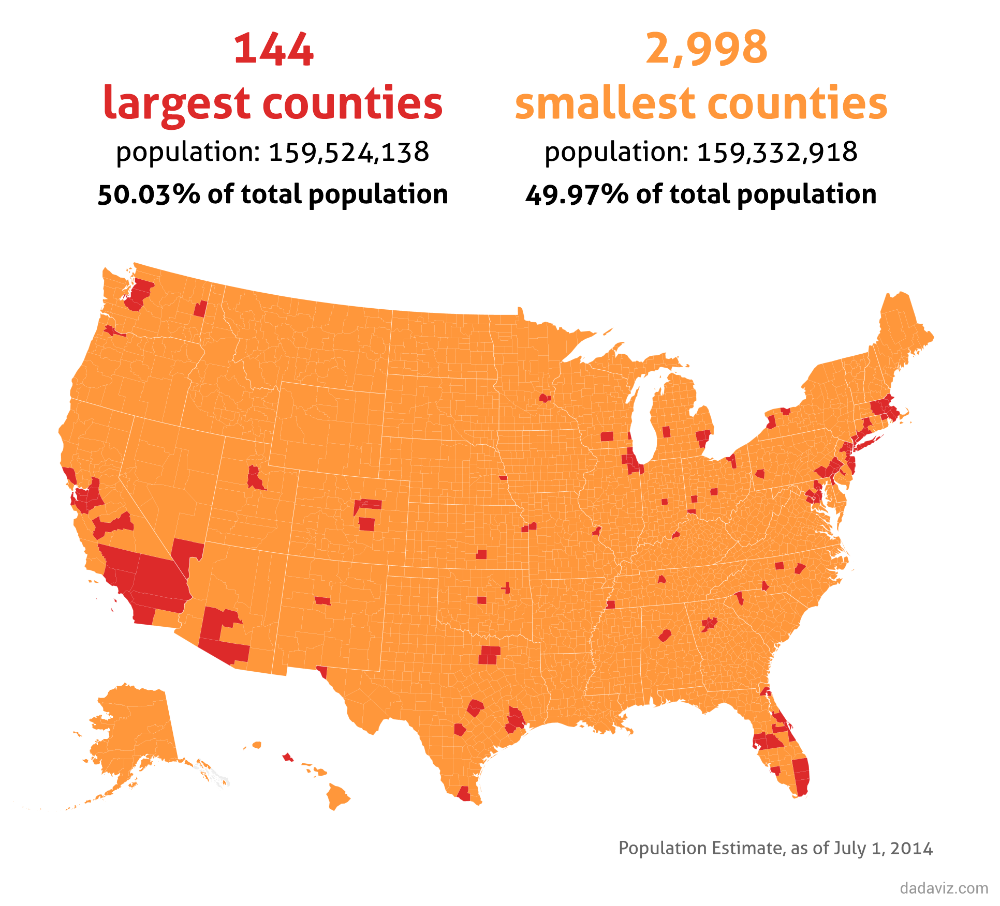 144
largest counties
population: 159,524,138
50.03% of total population
2,998
smallest counties
population: 159,332,918
49.97% of total population
Population Estimate, as of July 1, 2014
dadaviz.com